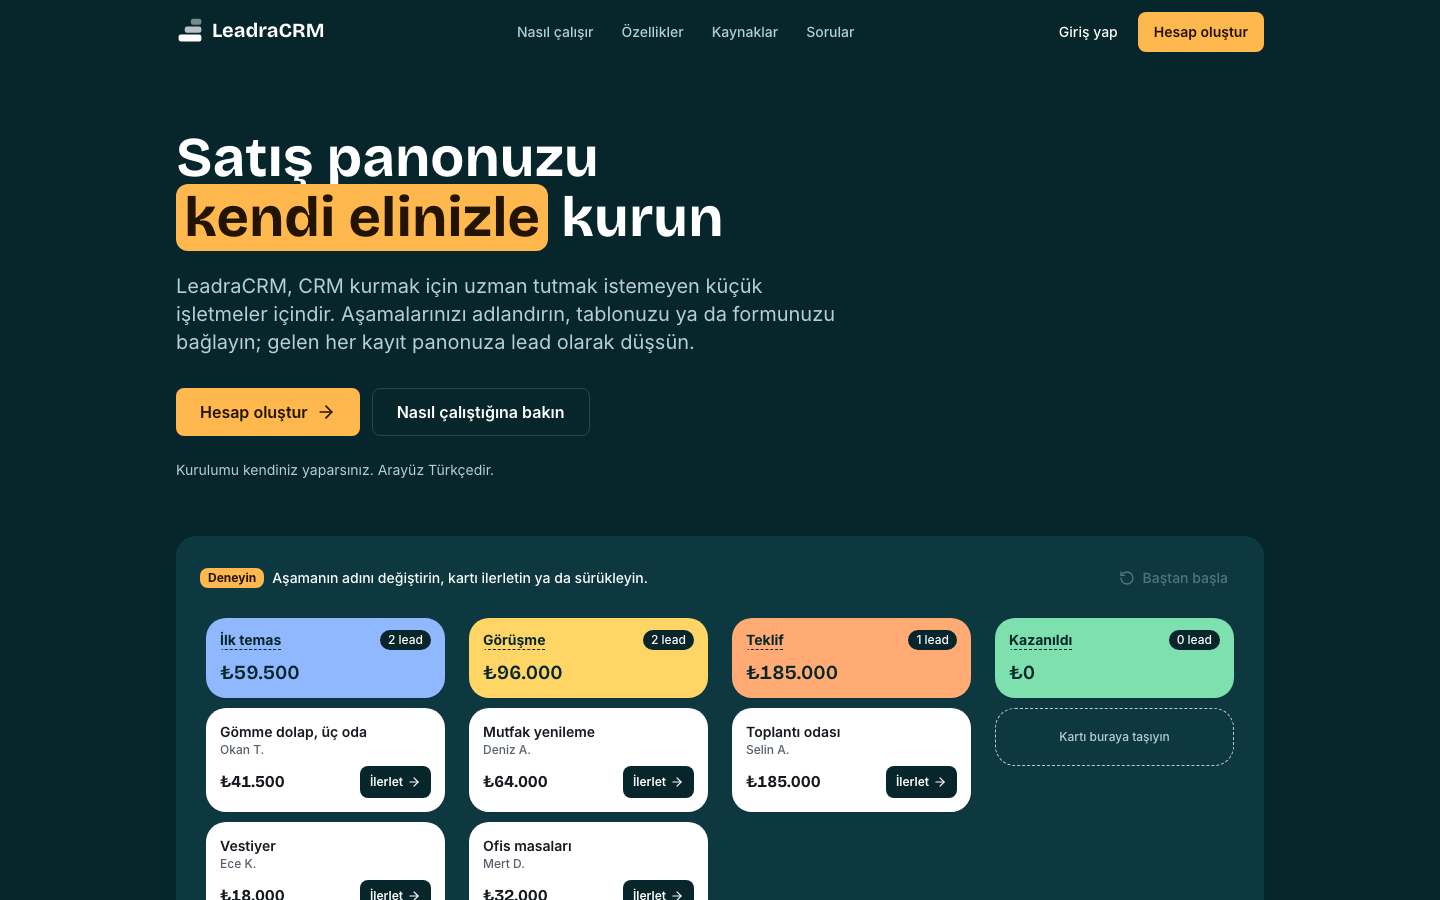 LeadraCRM
Nasıl çalışır
Özellikler
Kaynaklar
Sorular
Giriş yap
Hesap oluştur
Satış panonuzu
kendi elinizle kurun
LeadraCRM, CRM kurmak için uzman tutmak istemeyen küçük
işletmeler içindir. Aşamalarınızı adlandırın, tablonuzu ya da formunuzu
bağlayın; gelen her kayıt panonuza lead olarak düşsün.
Hesap oluştur
Nasıl çalıştığına bakın
Kurulumu kendiniz yaparsınız. Arayüz Türkçedir.
Deneyin
Aşamanın adını değiştirin, kartı ilerletin ya da sürükleyin.
Baştan başla
İlk temas
2 lead
₺59.500
Gömme dolap, üç oda
Okan T.
₺41.500
İlerlet
Vestiyer
Ece K.
₺18.000
İlerlet
Görüşme
2 lead
₺96.000
Mutfak yenileme
Deniz A.
₺64.000
İlerlet
Ofis masaları
Mert D.
₺32.000
İlerlet
Teklif
1 lead
₺185.000
Toplantı odası
Selin A.
₺185.000
İlerlet
Kazanıldı
0 lead
₺0
Kartı buraya taşıyın